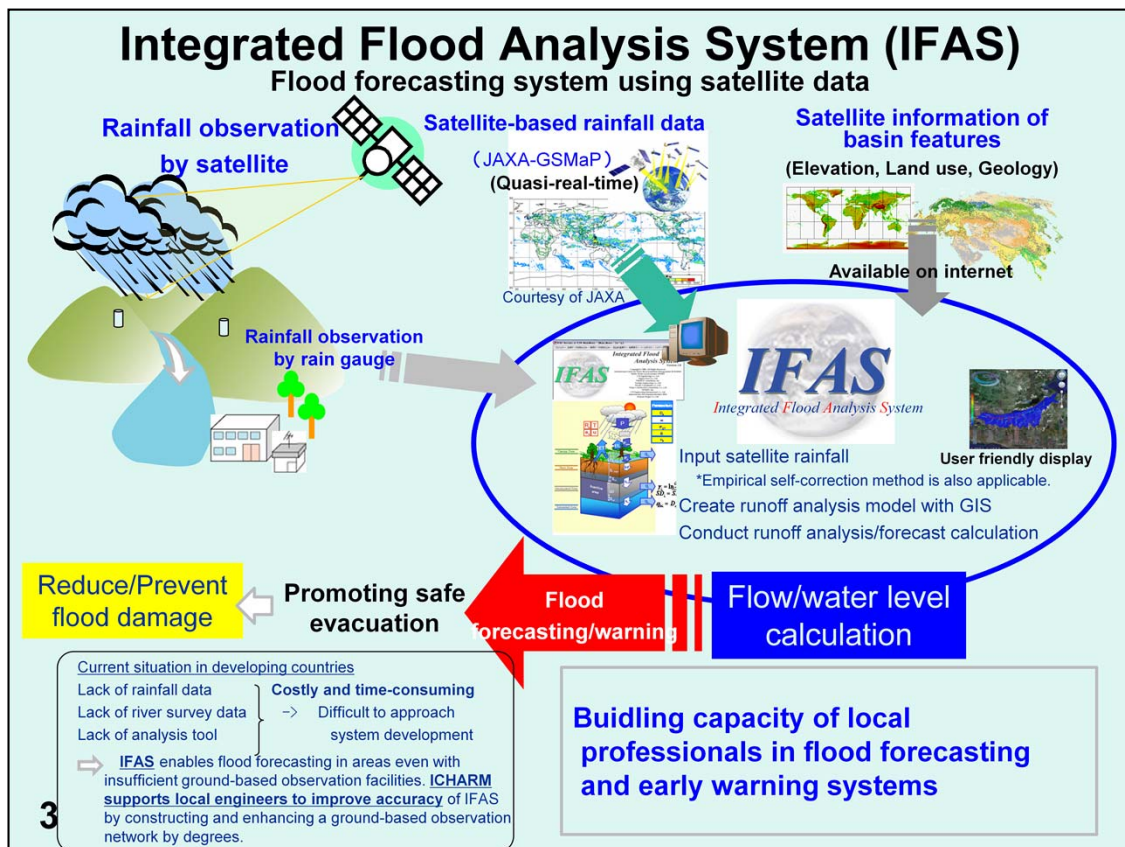 Integrated Flood Analysis System (IFAS)
Flood forecasting system using satellite data
Rainfall observation
by satellite
Satellite-based rainfall data
(JAXA-GSMaP)
(Quasi-real-time)
Courtesy of JAXA
Satellite information of
basin features
(Elevation, Land use, Geology)
Available on internet
Rainfall observation
by rain gauge
Integrated Flood
Analysis System
IFAS
IFAS
Integrated Flood Analysis System
User friendly display
Input satellite rainfall
*Empirical self-correction method is also applicable.
Create runoff analysis model with GIS
Conduct runoff analysis/forecast calculation
Flow/water level
calculation
Flood
forecasting/warning
Promoting safe
evacuation
Reduce/Prevent
flood damage
Current situation in developing countries
Lack of rainfall data
Lack of river survey data
Lack of analysis tool
Costly and time-consuming
-> Difficult to approach
system development
IFAS enables flood forecasting in areas even with
insufficient ground-based observation facilities. ICHARM
supports local engineers to improve accuracy of IFAS
by constructing and enhancing a ground-based observation
network by degrees.
Buidling capacity of local
professionals in flood forecasting
and early warning systems
3